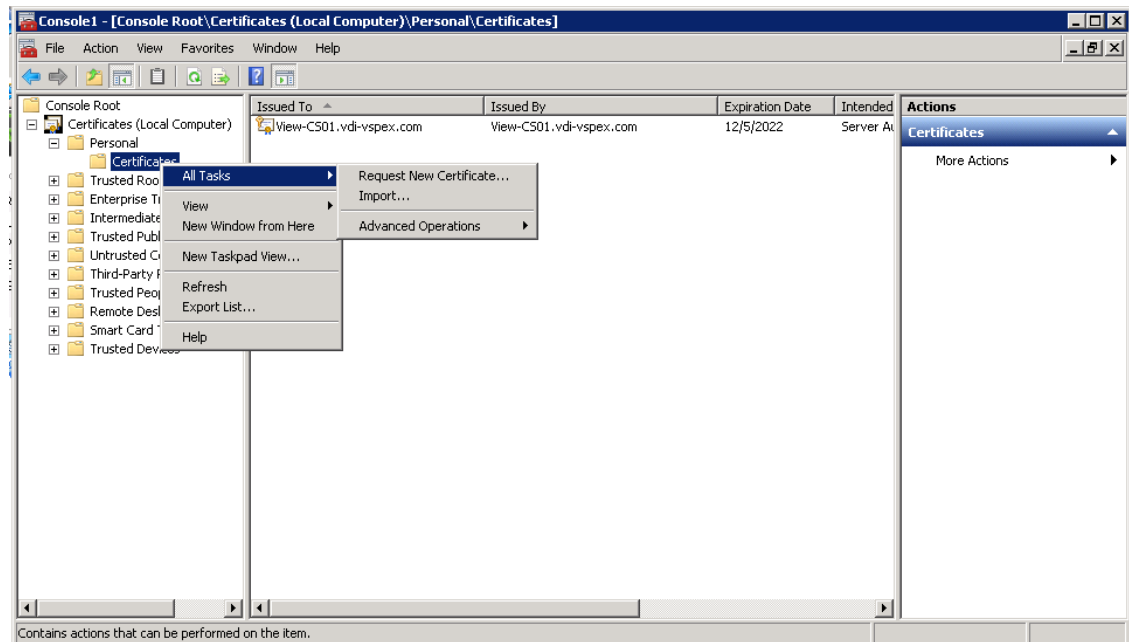 Console1 - [Console Root\Certificates (Local Computer)\Personal\Certificates]
File Action View Favorites Window Help
Console Root
Certificates (Local Computer)
Personal
Certificates
Trusted Roo
Enterprise
Intermediate
Trusted Publ
Untrusted
Third-Party
Trusted Peop
Remote Desk
Smart Card
Trusted Devices
All Tasks
View
New Window from Here
New Taskpad View...
Refresh
Export List...
Help
Request New Certificate...
Import...
Advanced Operations
Issued To Issued By Expiration Date Intended
View-CS01.vdi-vspex.com View-CS01.vdi-vspex.com 12/5/2022 Server Au
Actions
Certificates
More Actions
Contains actions that can be performed on the item.